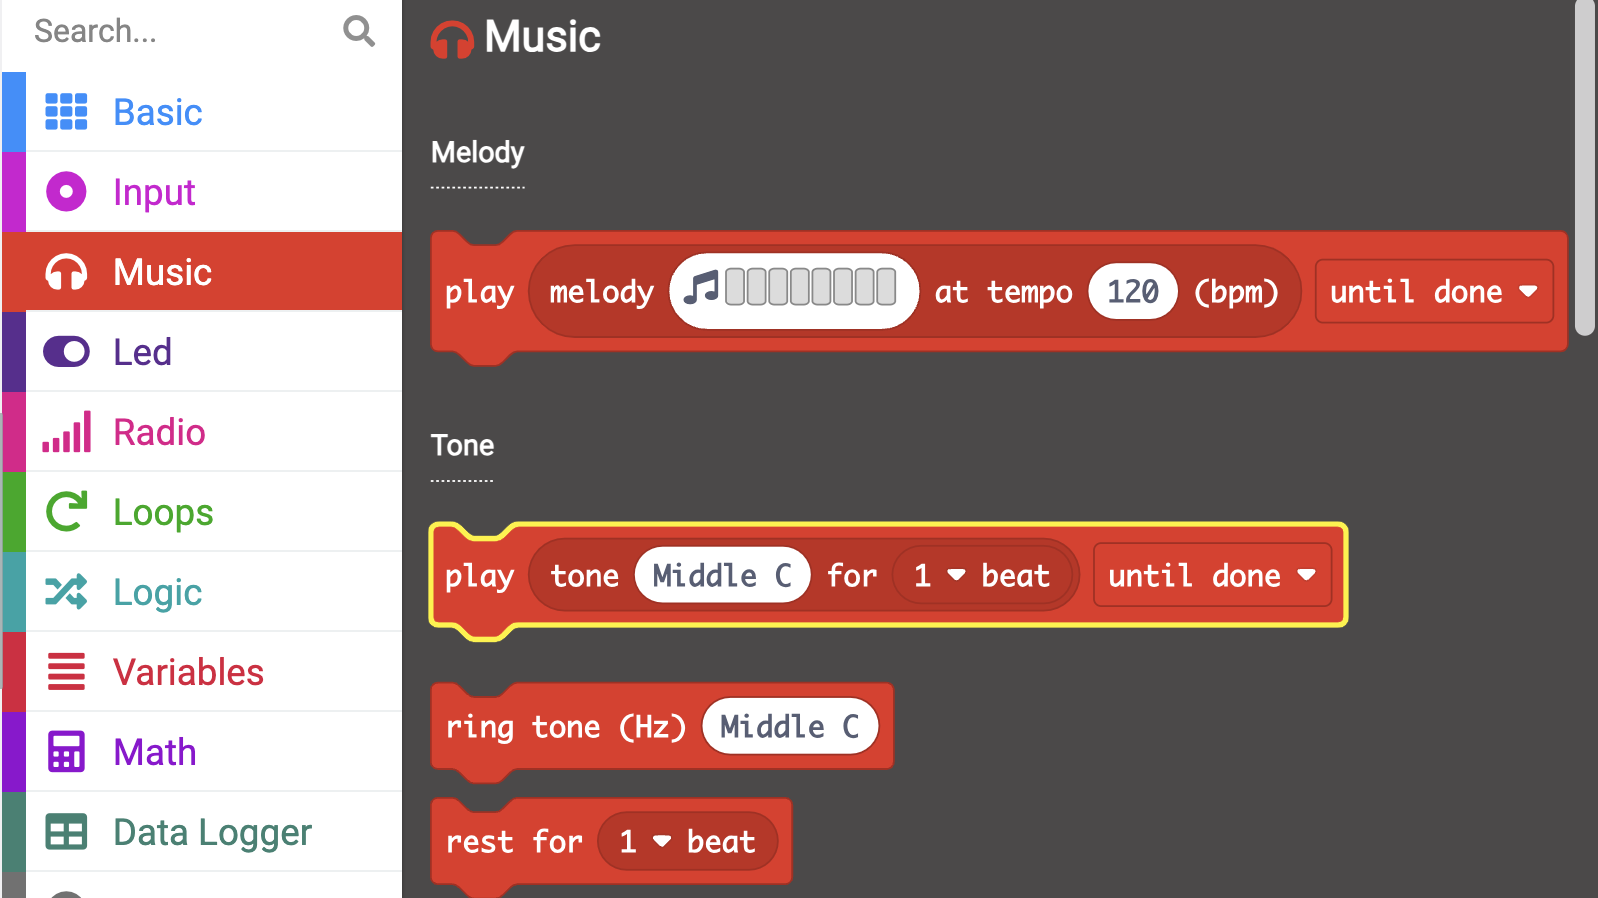 Search...
Basic
Input
Music
Led
Radio
Loops
Logic
Variables
Math
Data Logger
Music
Melody
play melody at tempo 120 (bpm) until done
Tone
play tone Middle C for 1 beat until done
ring tone (Hz) Middle C
rest for 1 beat